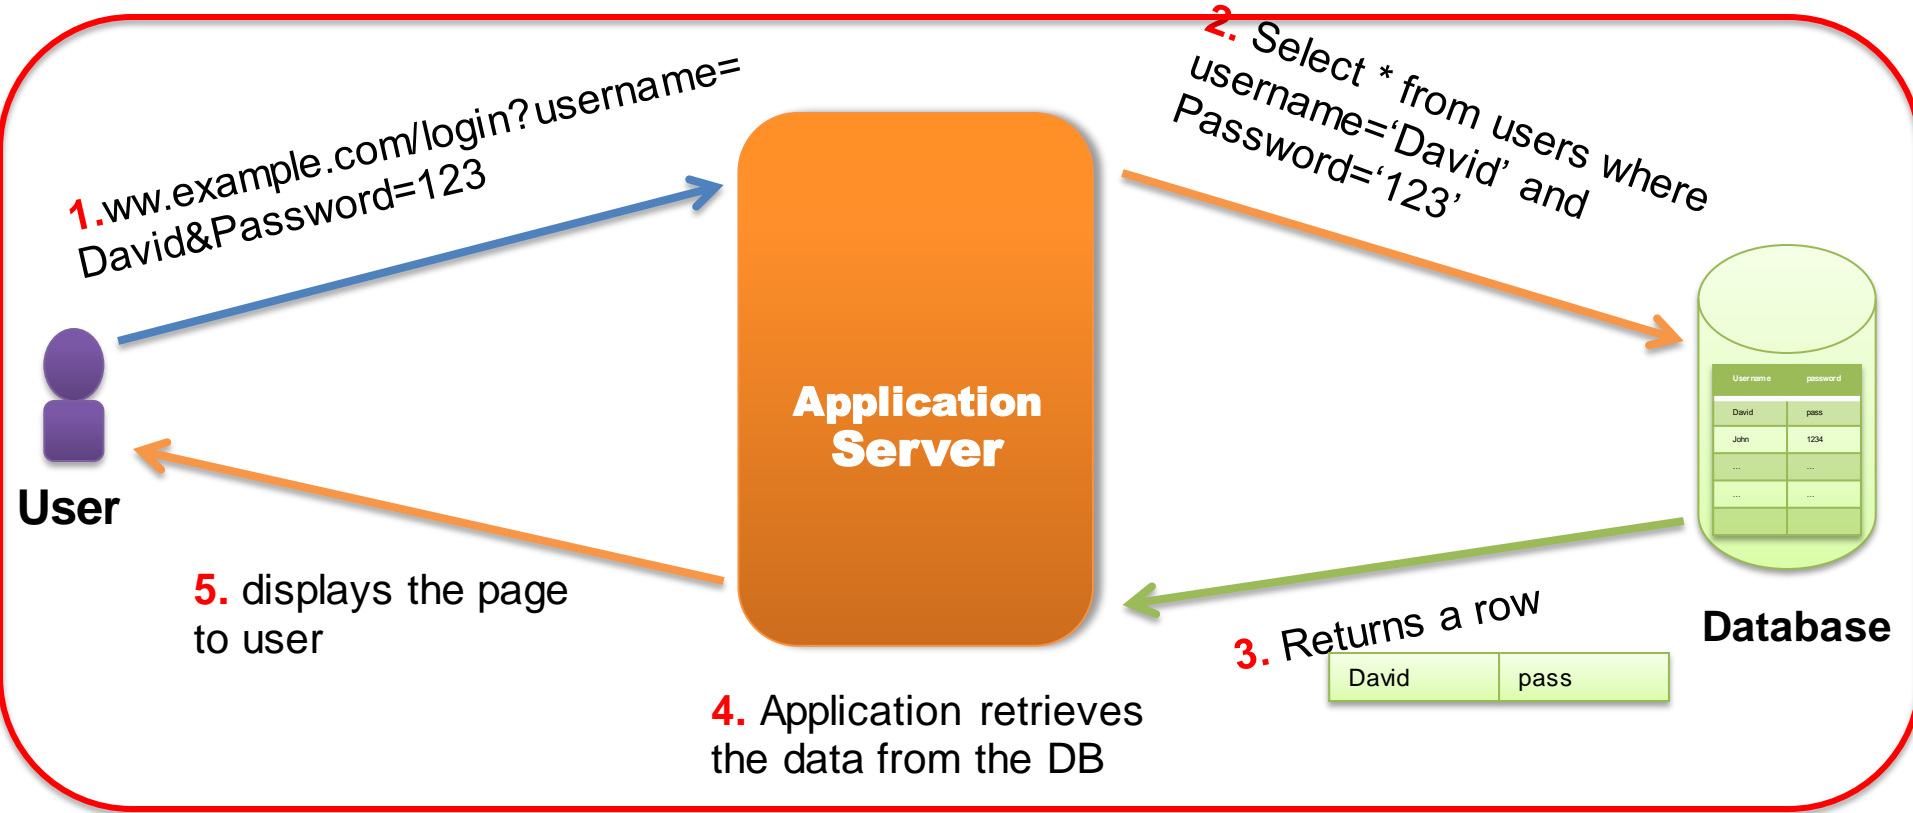 1.ww.example.com/login?username=
David&Password=123
2. Select * from users where
username=‘David’ and
Password=‘123’
Application
Server
User
Username password
David pass
John 1234
... ...
... ...
Database
3. Returns a row
David pass
4. Application retrieves
the data from the DB
5. displays the page
to user